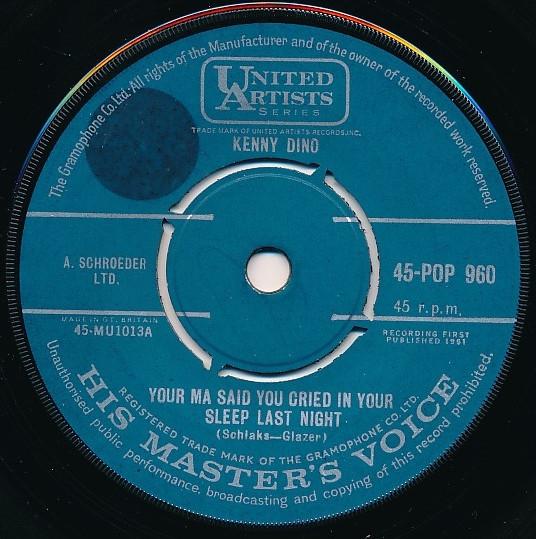 The Gramophone Co. Ltd. All rights of the Manufacturer and of the owner of the recorded work reserved
UNITED
ARTISTS
SERIES
TRADE MARK OF UNITED ARTISTS RECORDS, INC.
KENNY DINO
A. SCHROEDER
LTD.
45-POP 960
45 r.p.m.
MADE IN GT. BRITAIN
45-MU1013A
RECORDING FIRST
PUBLISHED 1961
YOUR MA SAID YOU CRIED IN YOUR
SLEEP LAST NIGHT
(Schlaks—Glazer)
REGISTERED TRADE MARK OF THE GRAMOPHONE CO. LTD.
HIS MASTER'S VOICE
Unauthorised public performance, broadcasting and copying of this record prohibited.